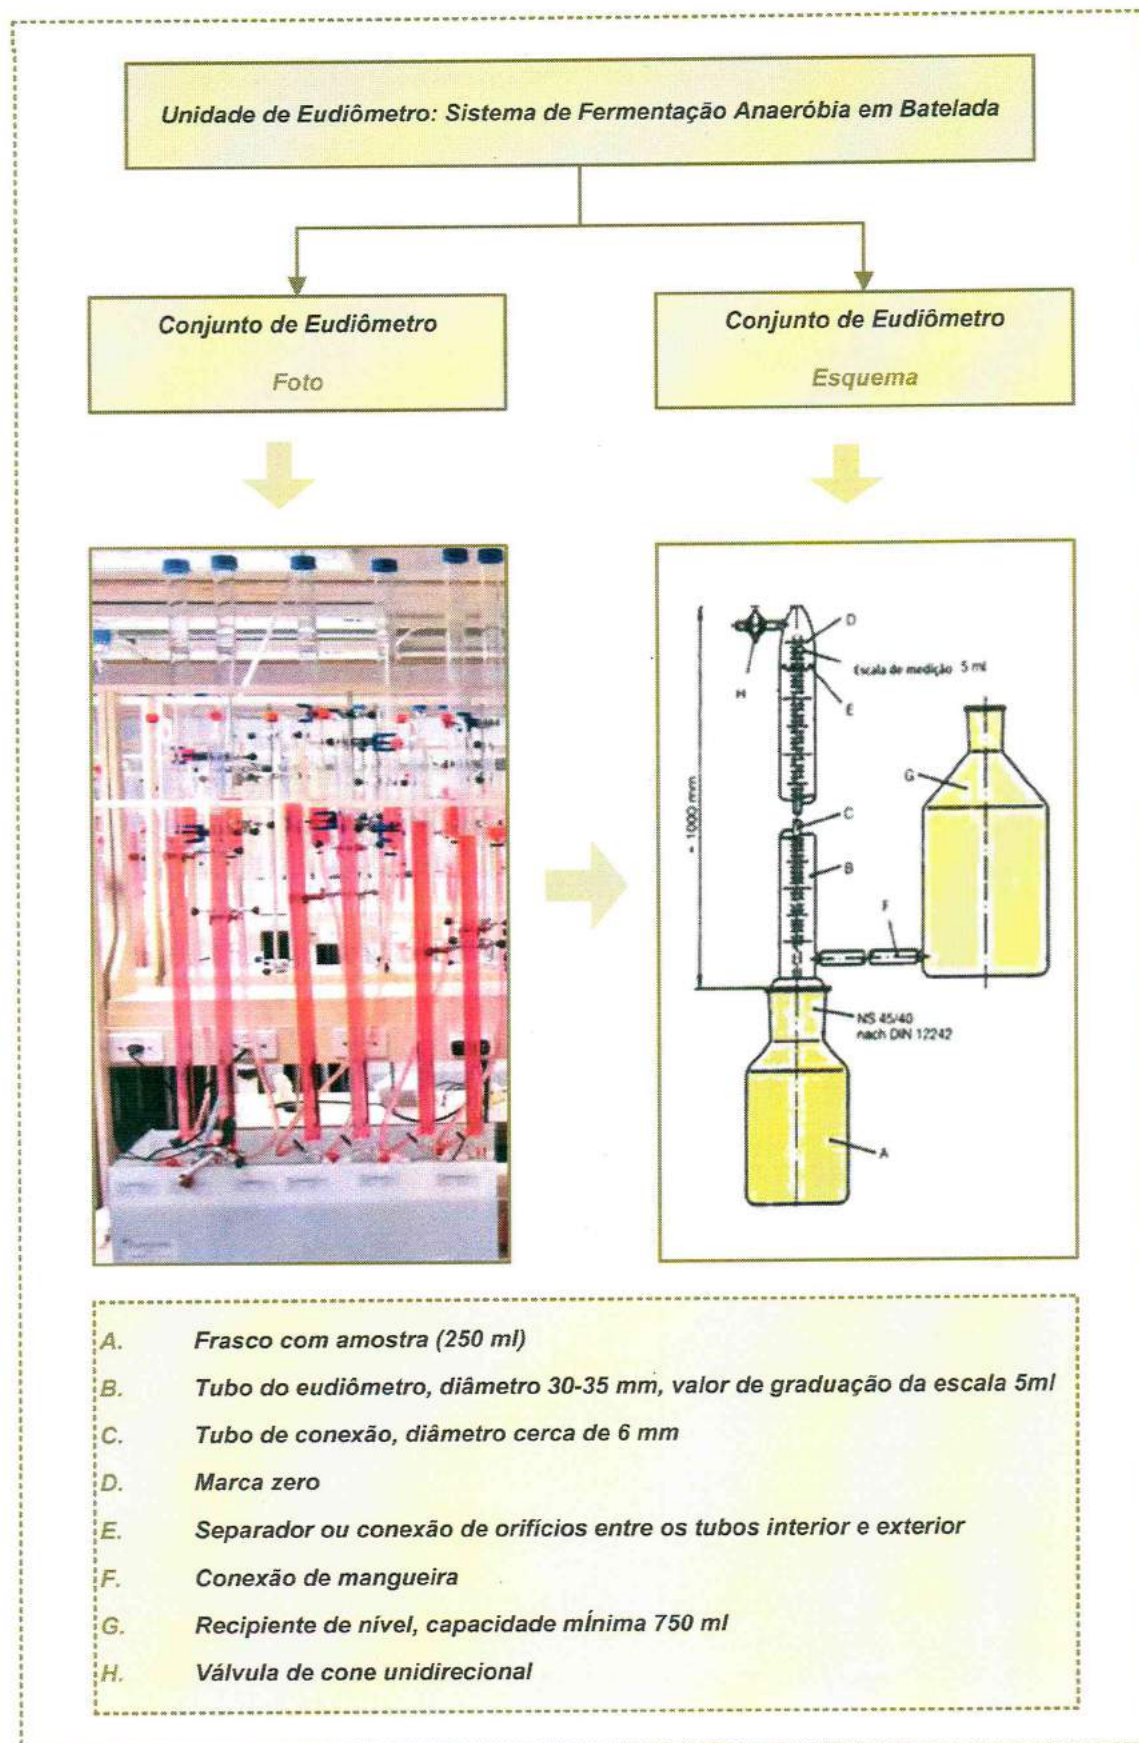 Unidade de Eudiômetro: Sistema de Fermentação Anaeróbia em Batelada
Conjunto de Eudiômetro
Foto
Conjunto de Eudiômetro
Esquema
D
Escala de medição 5 ml
H
E
G
≈ 1000 mm
C
B
F
NS 45/40
nach DIN 12242
A
A. Frasco com amostra (250 ml)
B. Tubo do eudiômetro, diâmetro 30-35 mm, valor de graduação da escala 5ml
C. Tubo de conexão, diâmetro cerca de 6 mm
D. Marca zero
E. Separador ou conexão de orifícios entre os tubos interior e exterior
F. Conexão de mangueira
G. Recipiente de nível, capacidade mínima 750 ml
H. Válvula de cone unidirecional